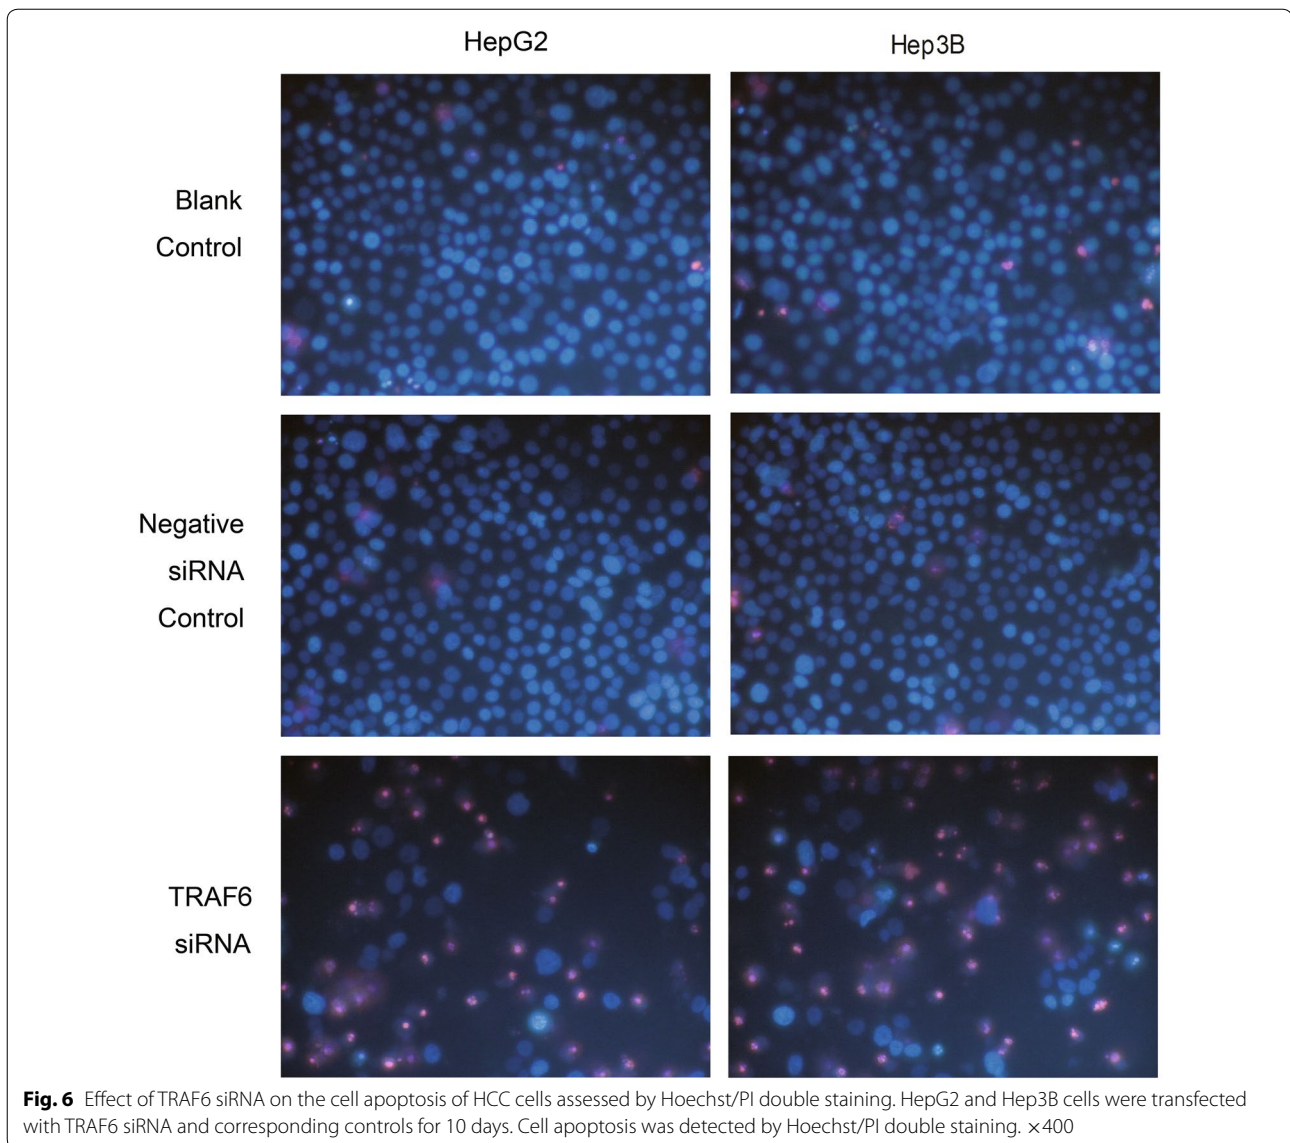 HepG2
Hep3B
Blank
Control
Negative
siRNA
Control
TRAF6
siRNA
Fig. 6 Effect of TRAF6 siRNA on the cell apoptosis of HCC cells assessed by Hoechst/PI double staining. HepG2 and Hep3B cells were transfected
with TRAF6 siRNA and corresponding controls for 10 days. Cell apoptosis was detected by Hoechst/PI double staining. ×400